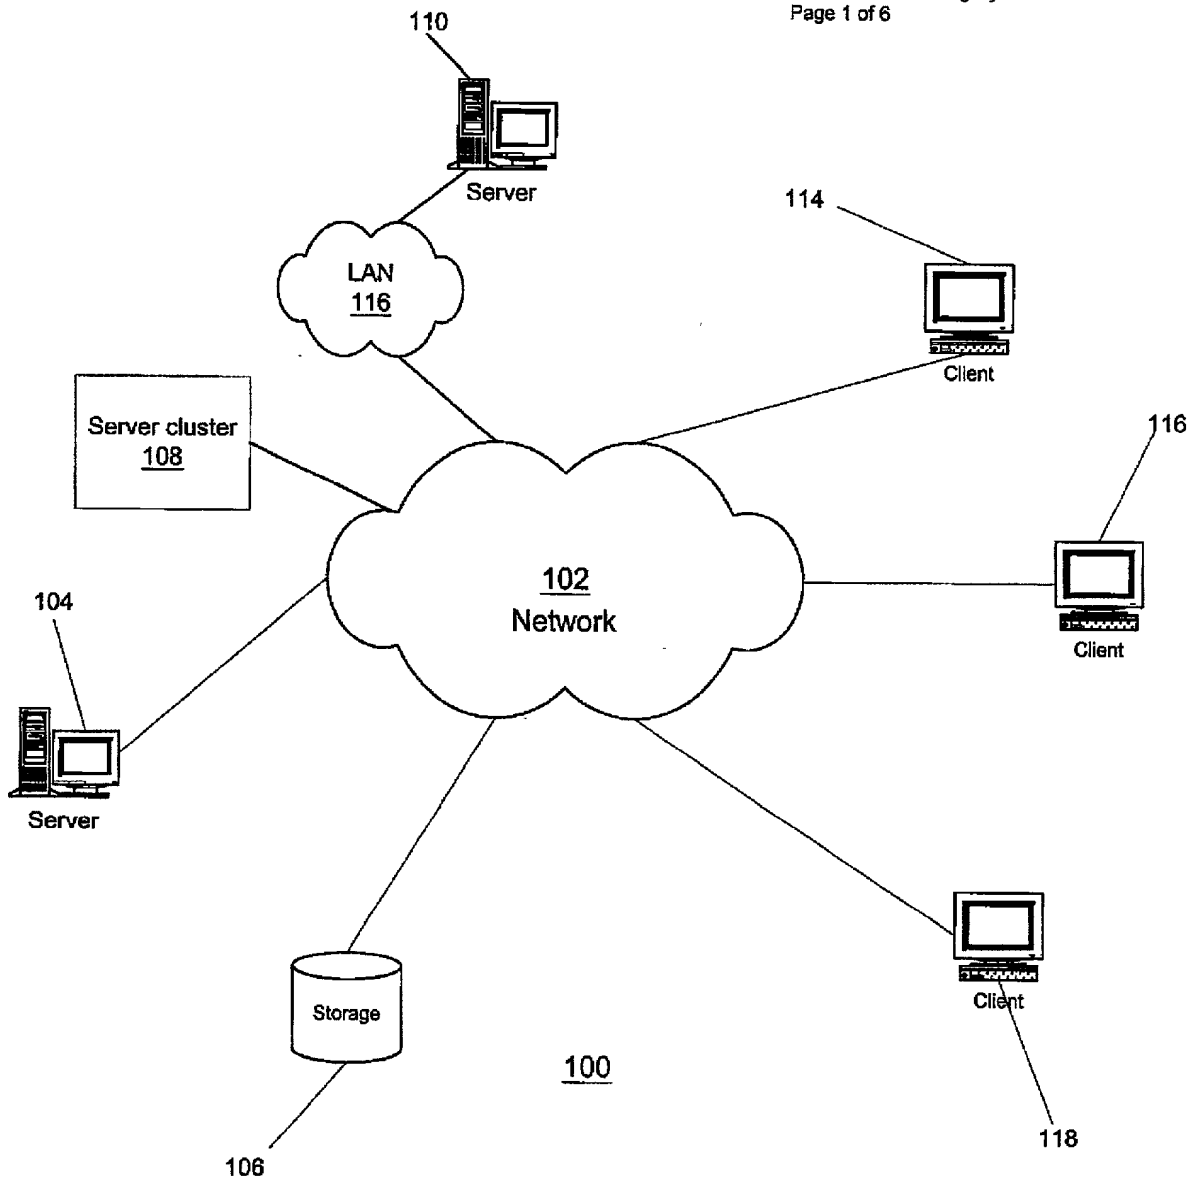 Page 1 of 6
110
Server
114
LAN
116
Client
Server cluster
108
116
102
Network
Client
104
Server
Storage
Client
100
118
106